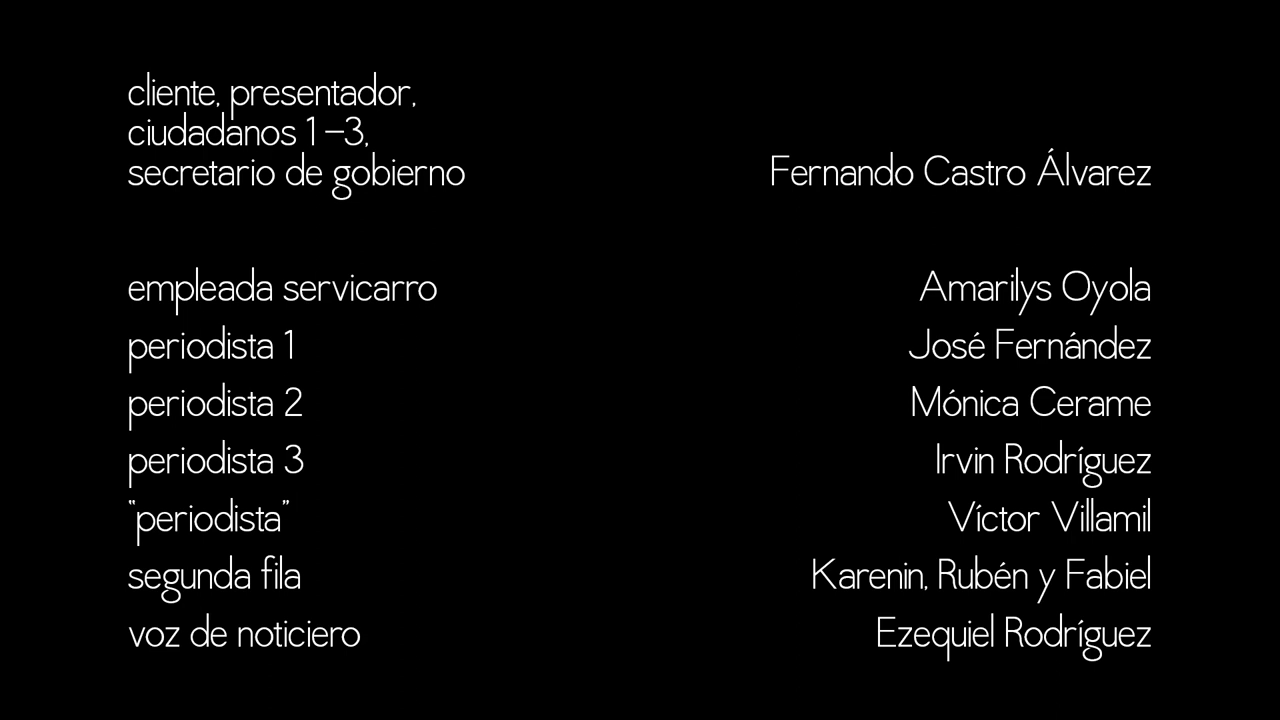 cliente, presentador,
ciudadanos 1–3,
secretario de gobierno Fernando Castro Álvarez
empleada servicarro Amarilys Oyola
periodista 1 José Fernández
periodista 2 Mónica Cerame
periodista 3 Irvin Rodríguez
“periodista” Víctor Villamil
segunda fila Karenin, Rubén y Fabiel
voz de noticiero Ezequiel Rodríguez